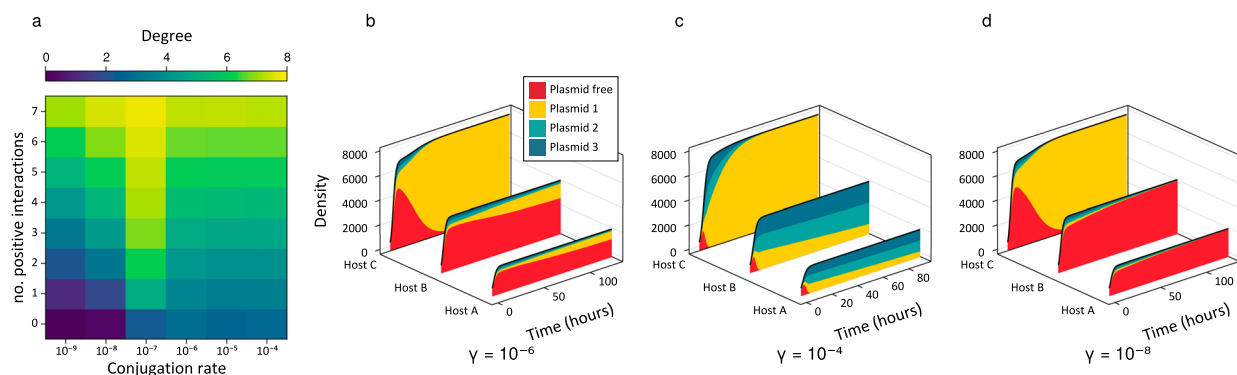 a
Degree
0 2 4 6 8
no. positive interactions
7
6
5
4
3
2
1
0
10⁻⁹ 10⁻⁸ 10⁻⁷ 10⁻⁶ 10⁻⁵ 10⁻⁴
Conjugation rate
b
Plasmid free
Plasmid 1
Plasmid 2
Plasmid 3
Density
8000
6000
4000
2000
0
Host C
Host B
Host A
0
50
100
Time (hours)
γ = 10⁻⁶
c
8000
6000
4000
2000
0
Host C
Host B
Host A
0
20
40
60
80
Time (hours)
γ = 10⁻⁴
d
8000
6000
4000
2000
0
Host C
Host B
Host A
0
50
100
Time (hours)
γ = 10⁻⁸